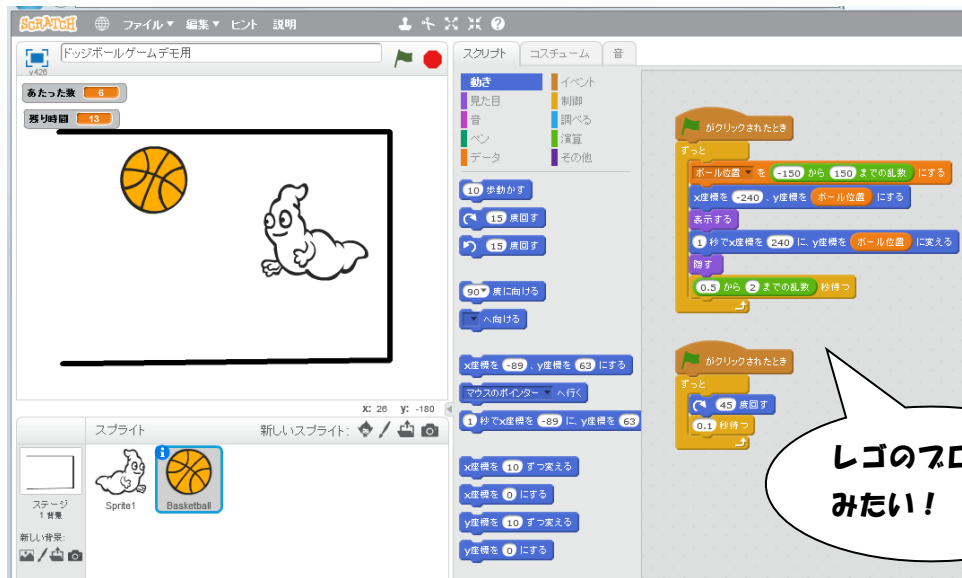 SCRATCH ファイル▼ 編集▼ ヒント 説明
ドッジボールゲームデモ用
v426
あたった数 6
残り時間 13
x: 26 y: -180
スプライト 新しいスプライト:
ステージ
1 背景
新しい背景:
Sprite1
Basketball
スクリプト コスチューム 音
動き イベント
見た目 制御
音 調べる
ペン 演算
データ その他
10 歩動かす
15 度回す
15 度回す
90▼ 度に向ける
▼ へ向ける
x座標を -89 、y座標を 63 にする
マウスのポインター ▼ へ行く
1 秒でx座標を -89 に、y座標を 63
x座標を 10 ずつ変える
x座標を 0 にする
y座標を 10 ずつ変える
y座標を 0 にする
がクリックされたとき
ずっと
ボール位置 ▼ を -150 から 150 までの乱数 にする
x座標を -240 、y座標を ボール位置 にする
表示する
1 秒でx座標を 240 に、y座標を ボール位置 に変える
隠す
0.5 から 2 までの乱数 秒待つ
がクリックされたとき
ずっと
45 度回す
0.1 秒待つ
レゴのブロ
みたい！